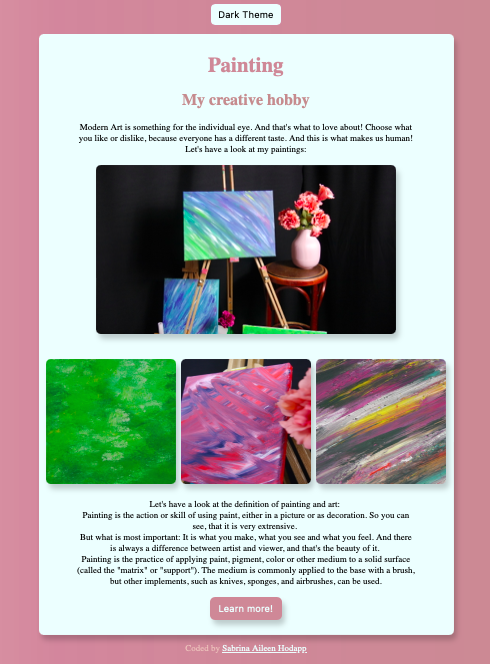 Dark Theme
Painting
My creative hobby
Modern Art is something for the individual eye. And that's what to love about! Choose what
you like or dislike, because everyone has a different taste. And this is what makes us human!
Let's have a look at my paintings:
Let's have a look at the definition of painting and art:
Painting is the action or skill of using paint, either in a picture or as decoration. So you can
see, that it is very extensive.
But what is most important: It is what you make, what you see and what you feel. And there
is always a difference between artist and viewer, and that's the beauty of it.
Painting is the practice of applying paint, pigment, color or other medium to a solid surface
(called the "matrix" or "support"). The medium is commonly applied to the base with a brush,
but other implements, such as knives, sponges, and airbrushes, can be used.
Learn more!
Coded by Sabrina Aileen Hodapp